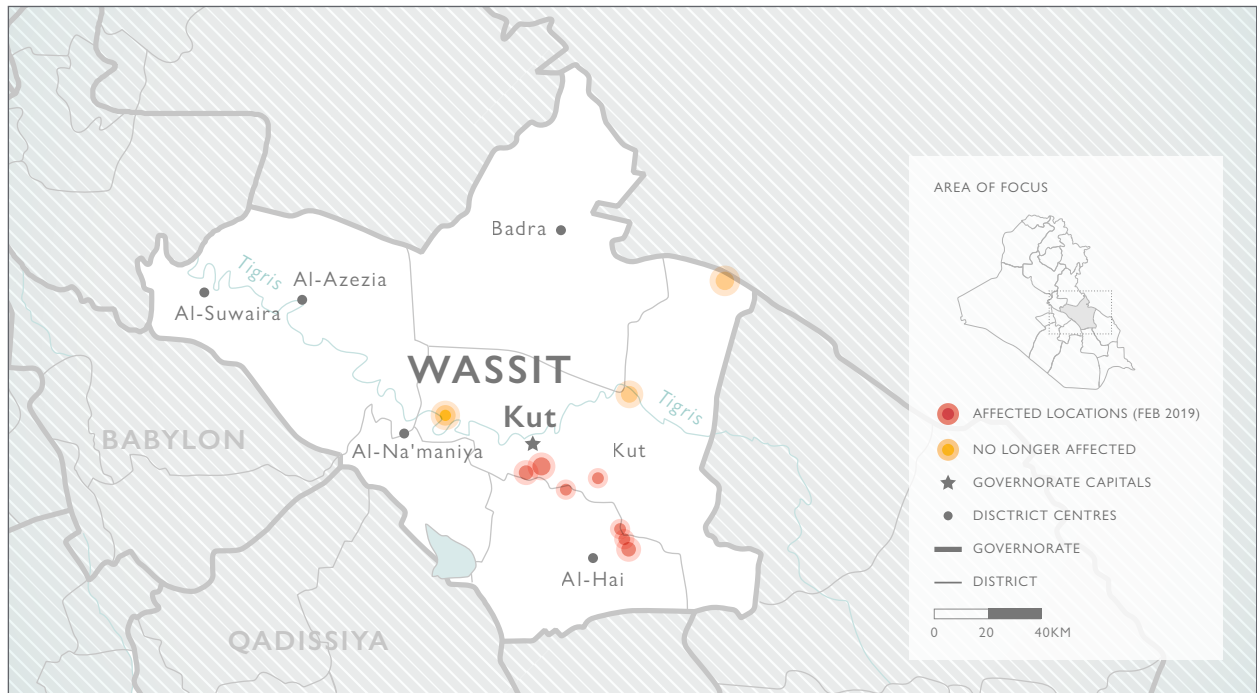 Badra
Tigris
Al-Azezia
Al-Suwaira
WASSIT
Kut
Tigris
BABYLON
Al-Na'maniya
Kut
Al-Hai
QADISSIYA
AREA OF FOCUS
AFFECTED LOCATIONS (FEB 2019)
NO LONGER AFFECTED
GOVERNORATE CAPITALS
DISCTRICT CENTRES
GOVERNORATE
DISTRICT
0 20 40KM